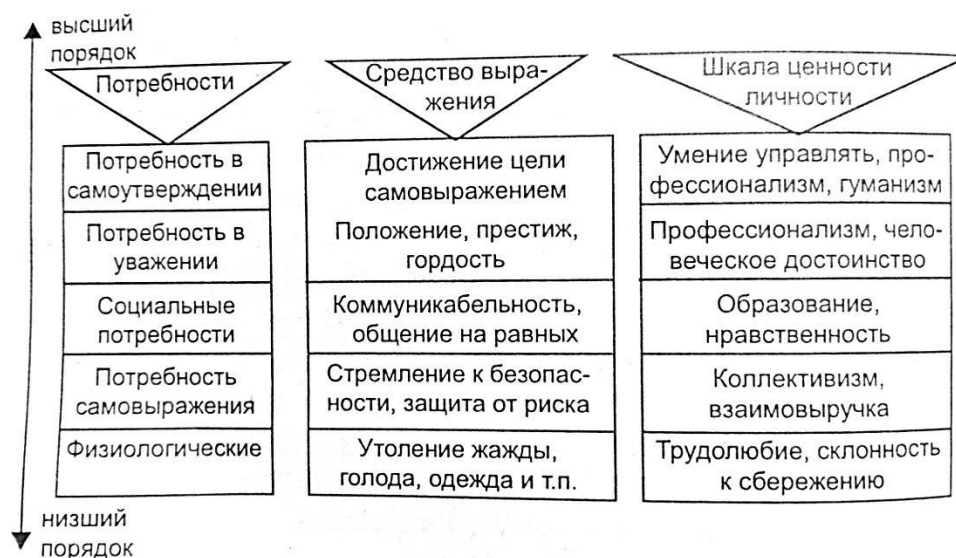 высший
порядок
Потребности
Потребность в
самоутверждении
Потребность в
уважении
Социальные
потребности
Потребность
самовыражения
Физиологические
Средство выра-
жения
Достижение цели
самовыражением
Положение, престиж,
гордость
Коммуникабельность,
общение на равных
Стремление к безопас-
ности, защита от риска
Утоление жажды,
голода, одежда и т.п.
Шкала ценности
личности
Умение управлять, про-
фессионализм, гуманизм
Профессионализм, чело-
веческое достоинство
Образование,
нравственность
Коллективизм,
взаимовыручка
Трудолюбие, склонность
к сбережению
низший
порядок